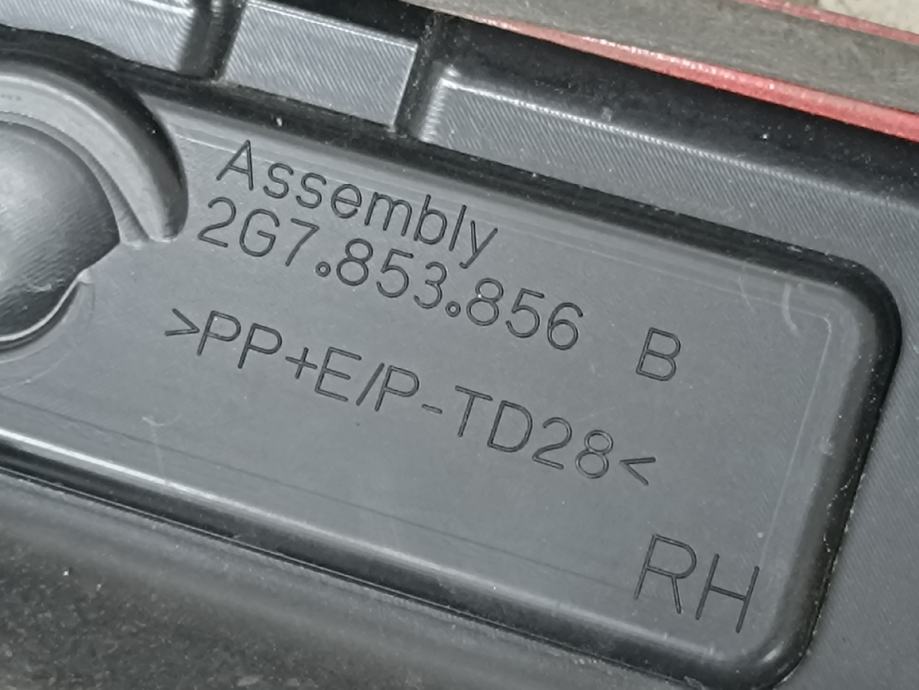 Assembly
2G7.853.856 B
>PP+E/P-TD28<
RH